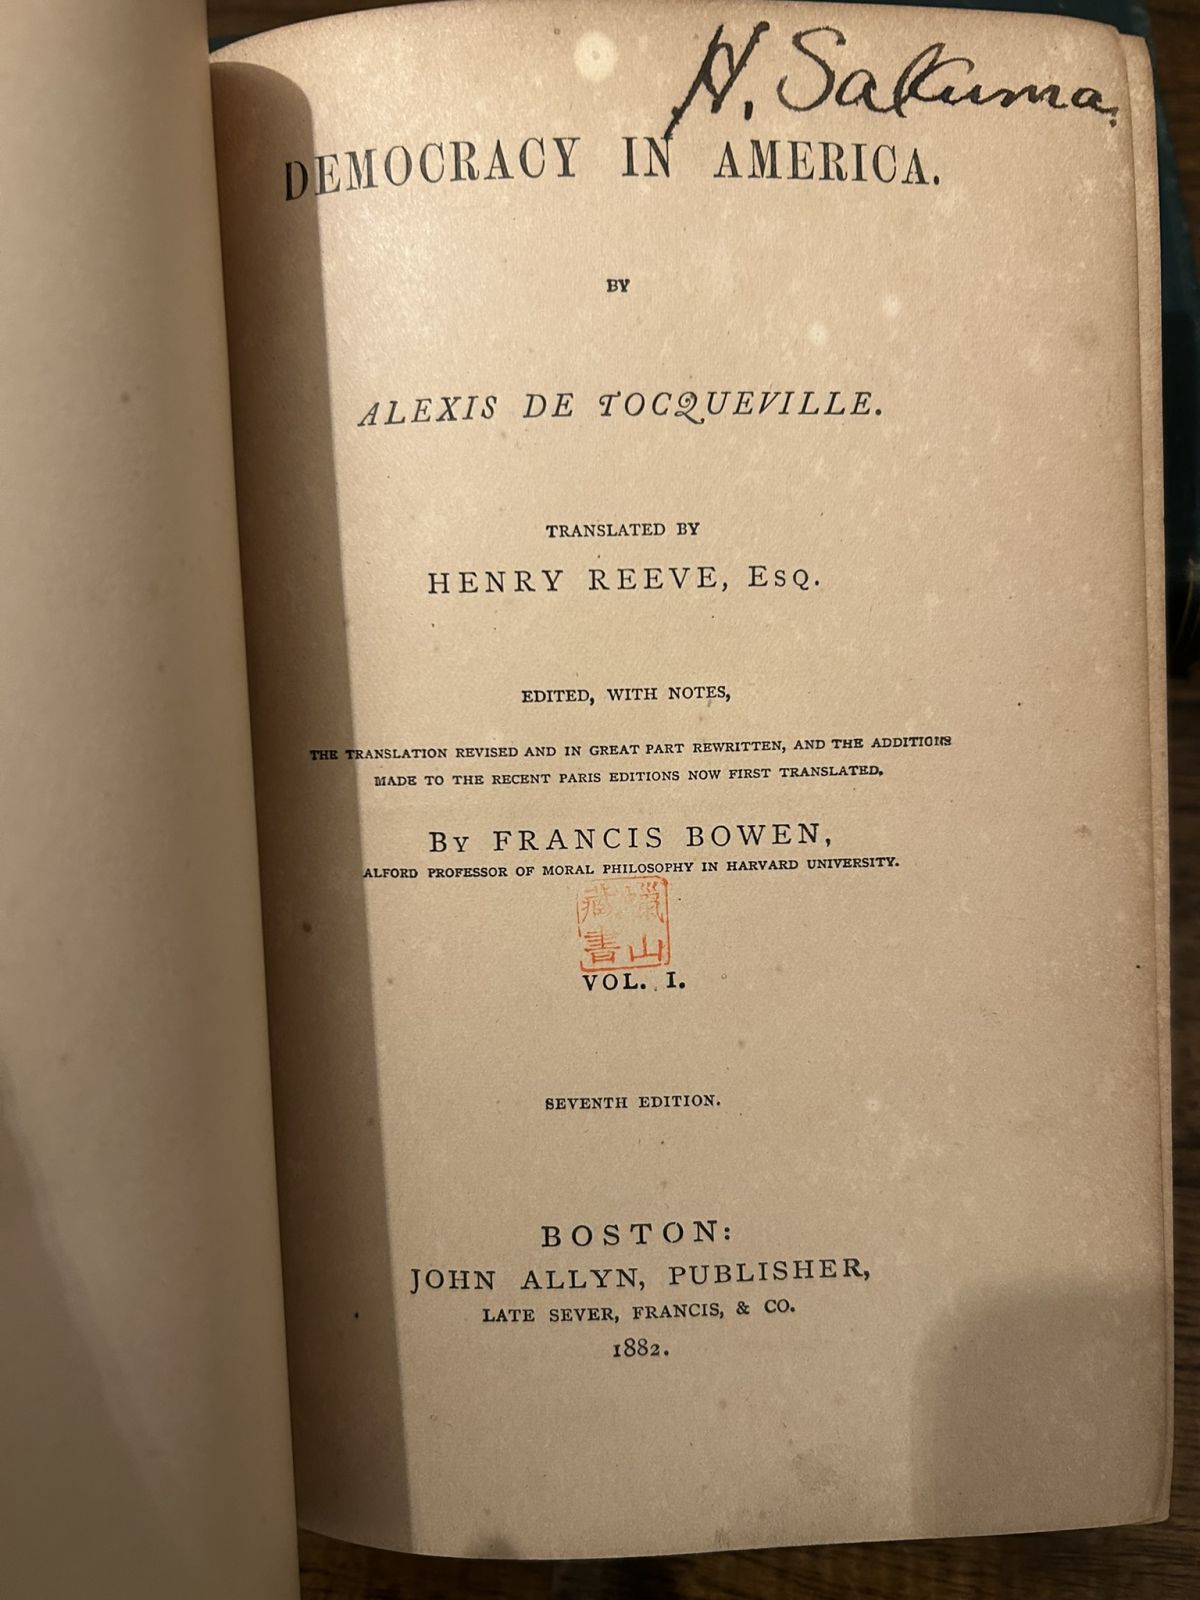 H. Sakuma.
DEMOCRACY IN AMERICA.
BY
ALEXIS DE TOCQUEVILLE.
TRANSLATED BY
HENRY REEVE, ESQ.
EDITED, WITH NOTES,
THE TRANSLATION REVISED AND IN GREAT PART REWRITTEN, AND THE ADDITIONS
MADE TO THE RECENT PARIS EDITIONS NOW FIRST TRANSLATED,
By FRANCIS BOWEN,
ALFORD PROFESSOR OF MORAL PHILOSOPHY IN HARVARD UNIVERSITY.
蠟山
藏書
VOL. I.
SEVENTH EDITION.
BOSTON:
JOHN ALLYN, PUBLISHER,
LATE SEVER, FRANCIS, & CO.
1882.